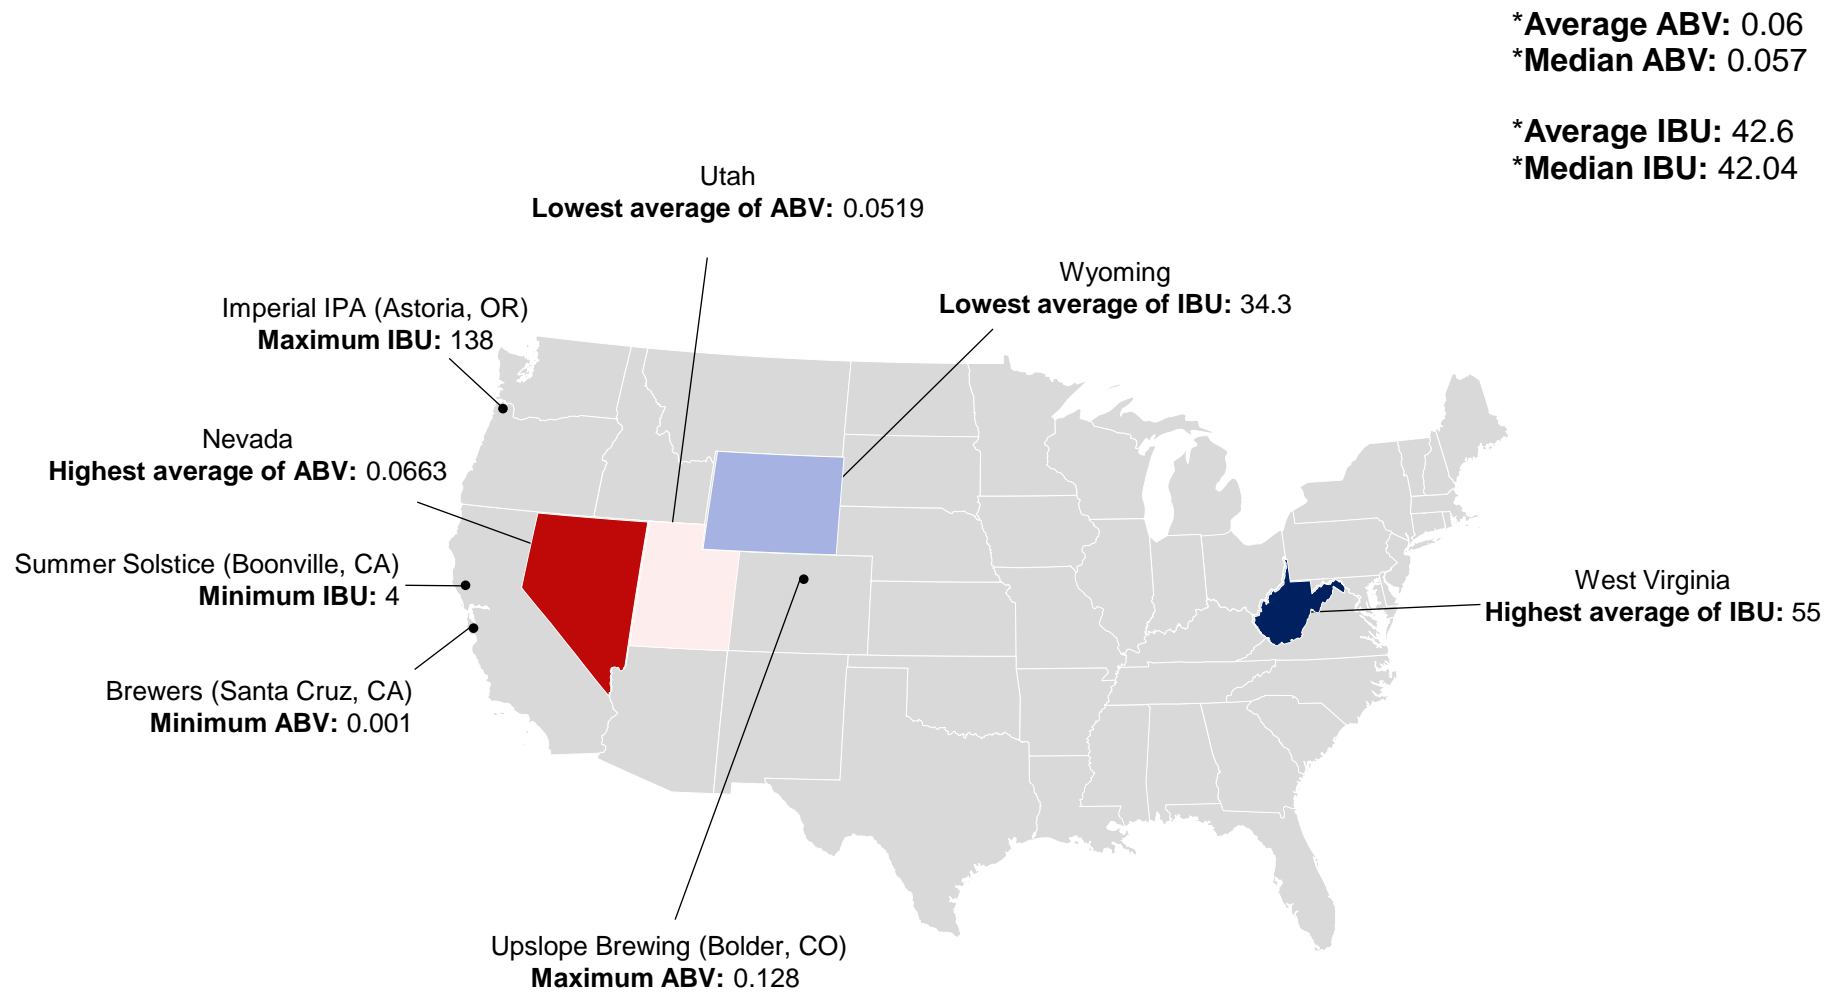 *Average ABV: 0.06
*Median ABV: 0.057
*Average IBU: 42.6
*Median IBU: 42.04
Utah
Lowest average of ABV: 0.0519
Wyoming
Lowest average of IBU: 34.3
Imperial IPA (Astoria, OR)
Maximum IBU: 138
Nevada
Highest average of ABV: 0.0663
Summer Solstice (Boonville, CA)
Minimum IBU: 4
West Virginia
Highest average of IBU: 55
Brewers (Santa Cruz, CA)
Minimum ABV: 0.001
Upslope Brewing (Bolder, CO)
Maximum ABV: 0.128